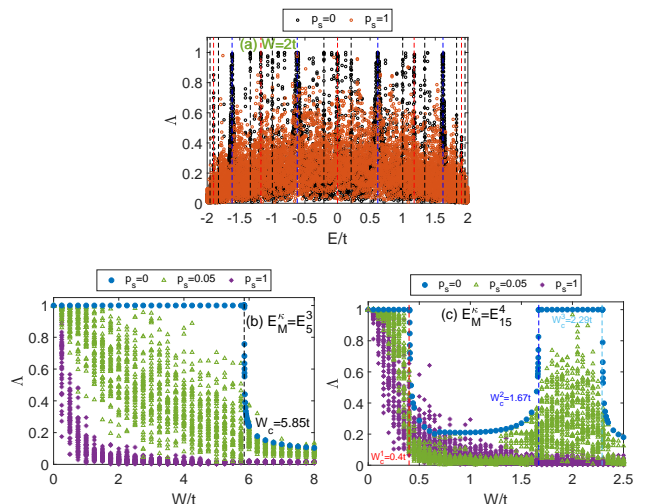 p_s=0 p_s=1
(a) W=2t
Λ
1
0.8
0.6
0.4
0.2
0
-2 -1.5 -1 -0.5 0 0.5 1 1.5 2
E/t
p_s=0 p_s=0.05 p_s=1
(b) E_M^κ=E_5^3
W_c=5.85t
Λ
1
0.8
0.6
0.4
0.2
0
0 2 4 6 8
W/t
p_s=0 p_s=0.05 p_s=1
(c) E_M^κ=E_15^4
W_c^3=2.29t
W_c^2=1.67t
W_c^1=0.4t
Λ
1
0.8
0.6
0.4
0.2
0
0 0.5 1 1.5 2 2.5
W/t